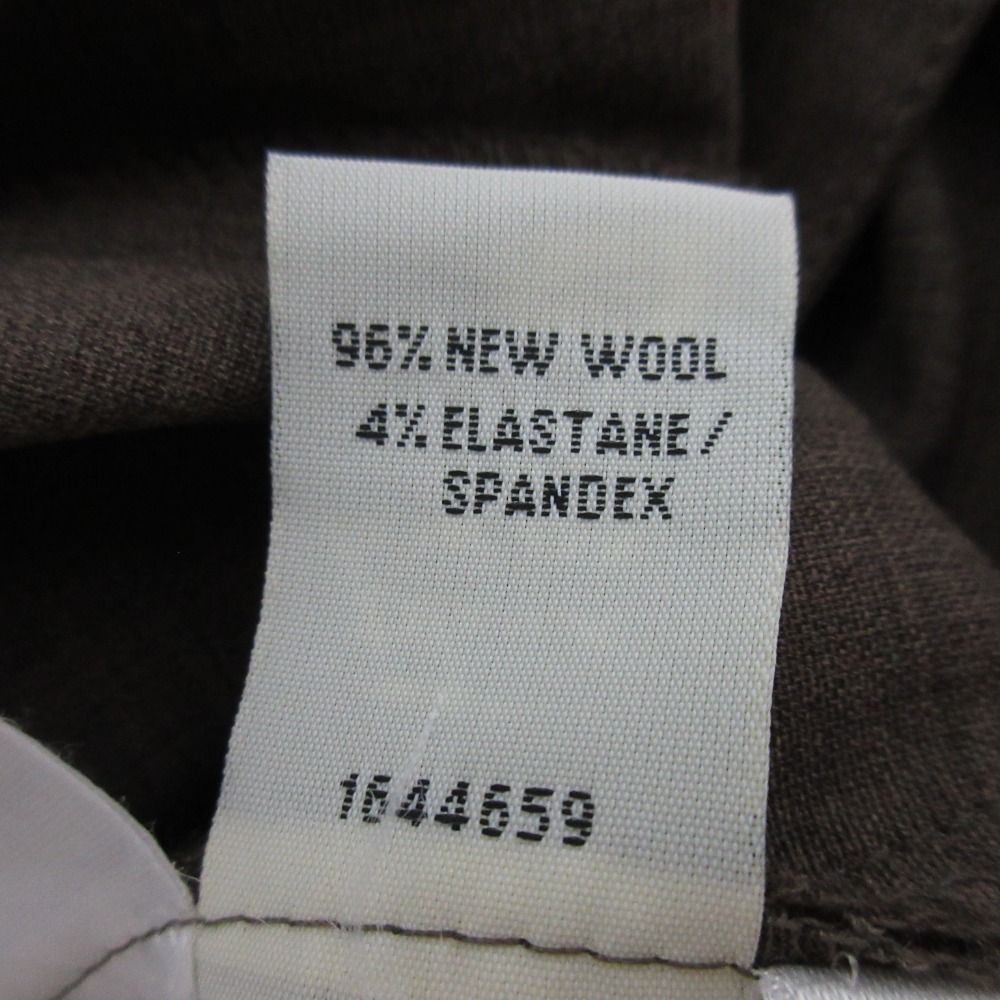 96% NEW WOOL
4% ELASTANE/
SPANDEX
1644659